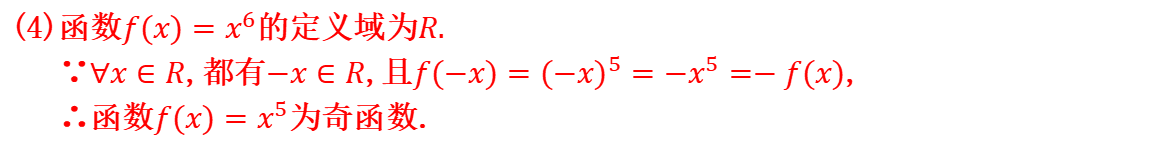 (4)函数f(x) = x⁶的定义域为R.
∵∀x ∈ R, 都有−x ∈ R, 且f(−x) = (−x)⁵ = −x⁵ =− f(x),
∴函数f(x) = x⁵为奇函数.